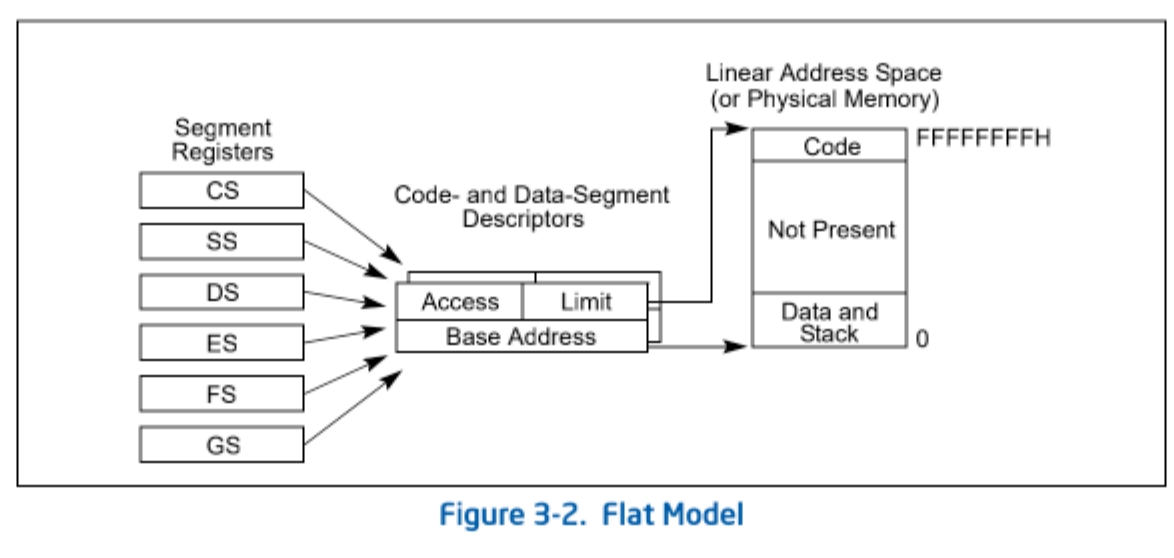 Segment
Registers
CS
SS
DS
ES
FS
GS
Code- and Data-Segment
Descriptors
Access
Limit
Base Address
Linear Address Space
(or Physical Memory)
Code
FFFFFFFFH
Not Present
Data and
Stack
0
Figure 3-2. Flat Model